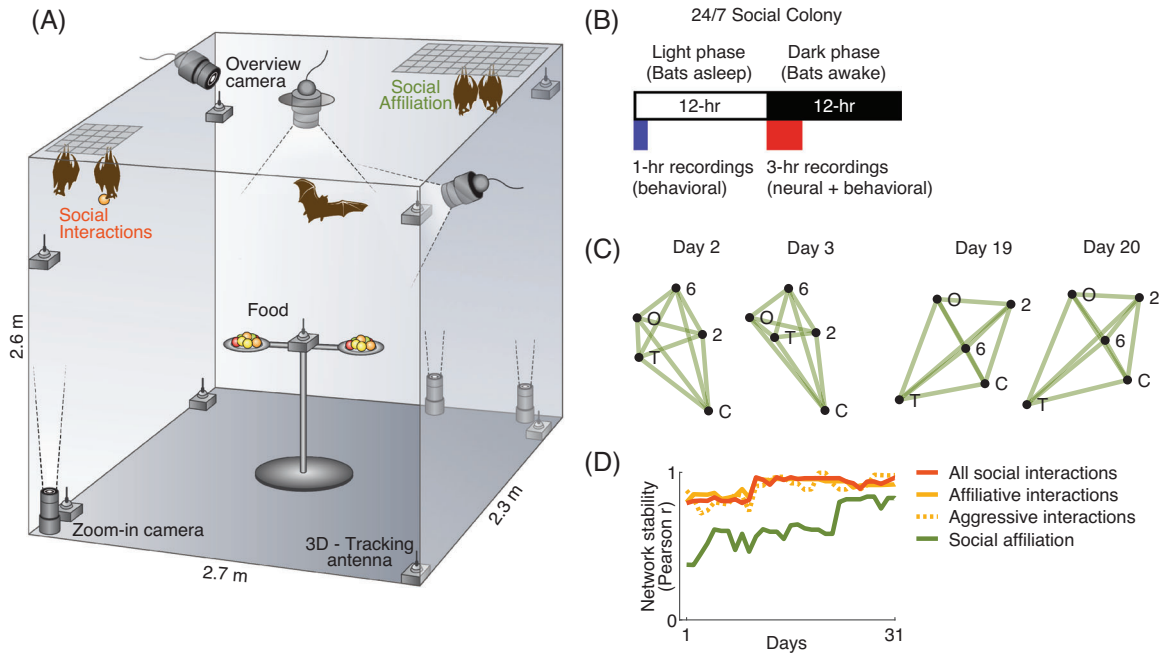 (A)
Overview
camera
Social
Affiliation
Social
Interactions
Food
2.6 m
Zoom-in camera
3D - Tracking
antenna
2.7 m
2.3 m
(B)
24/7 Social Colony
Light phase
(Bats asleep)
Dark phase
(Bats awake)
12-hr
12-hr
1-hr recordings
(behavioral)
3-hr recordings
(neural + behavioral)
(C)
Day 2
Day 3
Day 19
Day 20
6
O
2
T
C
6
O
T
2
C
O
2
6
C
T
O
2
6
C
T
(D)
Network stability
(Pearson r)
1
0
1
31
Days
All social interactions
Affiliative interactions
Aggressive interactions
Social affiliation